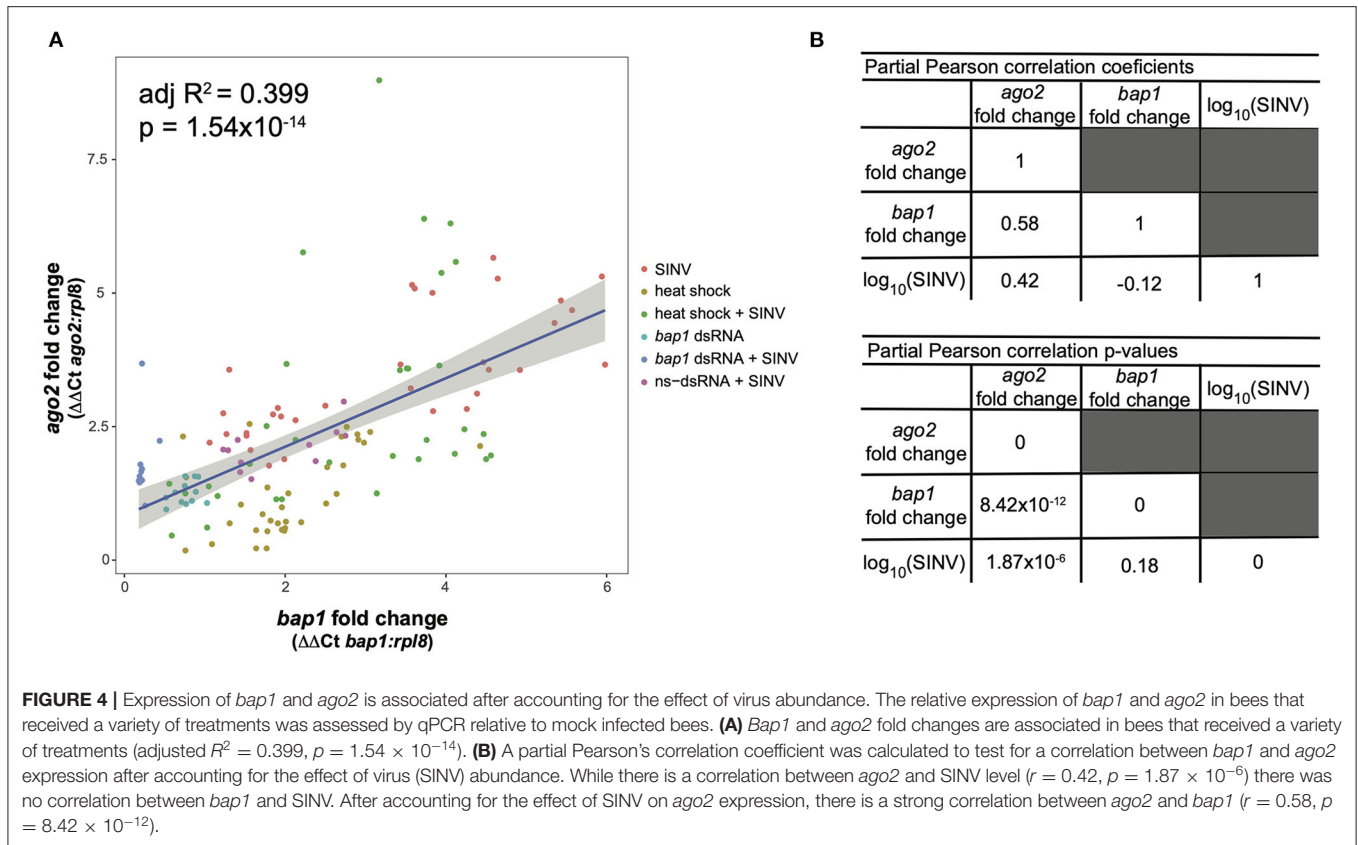 A
adj R² = 0.399
p = 1.54x10⁻¹⁴
7.5
5
2.5
0
0
2
4
6
ago2 fold change
(ΔΔCt ago2:rpl8)
bap1 fold change
(ΔΔCt bap1:rpl8)
SINV
heat shock
heat shock + SINV
bap1 dsRNA
bap1 dsRNA + SINV
ns−dsRNA + SINV
B
Partial Pearson correlation coeficients
ago2 fold change bap1 fold change log₁₀(SINV)
ago2 fold change 1
bap1 fold change 0.58 1
log₁₀(SINV) 0.42 -0.12 1
Partial Pearson correlation p-values
ago2 fold change bap1 fold change log₁₀(SINV)
ago2 fold change 0
bap1 fold change 8.42x10⁻¹² 0
log₁₀(SINV) 1.87x10⁻⁶ 0.18 0
FIGURE 4 | Expression of bap1 and ago2 is associated after accounting for the effect of virus abundance. The relative expression of bap1 and ago2 in bees that
received a variety of treatments was assessed by qPCR relative to mock infected bees. (A) Bap1 and ago2 fold changes are associated in bees that received a variety
of treatments (adjusted R² = 0.399, p = 1.54 × 10⁻¹⁴). (B) A partial Pearson's correlation coefficient was calculated to test for a correlation between bap1 and ago2
expression after accounting for the effect of virus (SINV) abundance. While there is a correlation between ago2 and SINV level (r = 0.42, p = 1.87 × 10⁻⁶) there was
no correlation between bap1 and SINV. After accounting for the effect of SINV on ago2 expression, there is a strong correlation between ago2 and bap1 (r = 0.58, p
= 8.42 × 10⁻¹²).